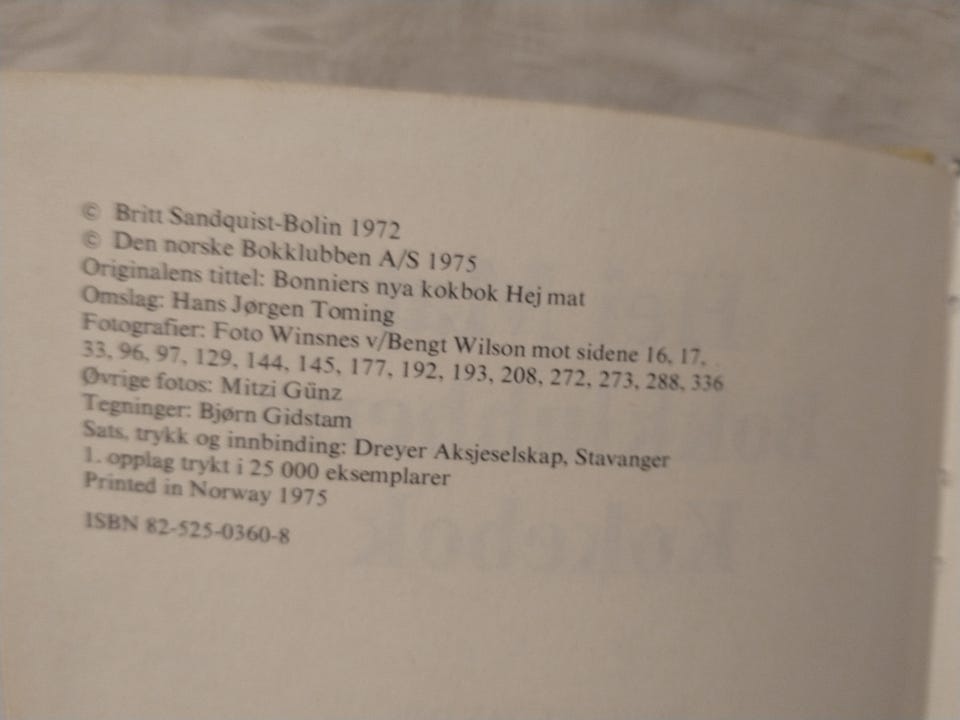 © Britt Sandquist-Bolin 1972
© Den norske Bokklubben A/S 1975
Originalens tittel: Bonniers nya kokbok Hej mat
Omslag: Hans Jørgen Toming
Fotografier: Foto Winsnes v/Bengt Wilson mot sidene 16, 17,
33, 96, 97, 129, 144, 145, 177, 192, 193, 208, 272, 273, 288, 336
Øvrige fotos: Mitzi Günz
Tegninger: Bjørn Gidstam
Sats, trykk og innbinding: Dreyer Aksjeselskap, Stavanger
1. opplag trykt i 25 000 eksemplarer
Printed in Norway 1975
ISBN 82-525-0360-8